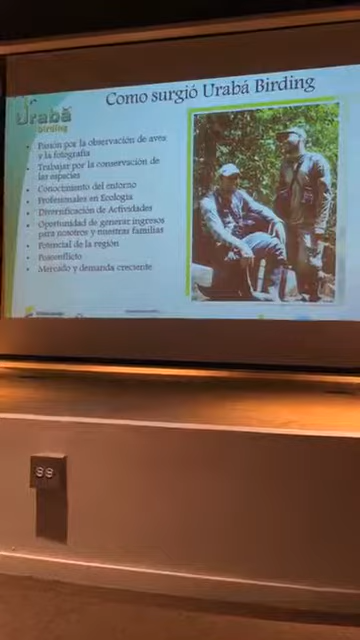 Urabá
birding
Como surgió Urabá Birding
• Pasión por la observación de aves
y la fotografía
• Trabajar por la conservación de
las especies
• Conocimiento del entorno
• Profesionales en Ecología
• Diversificación de Actividades
• Oportunidad de generar ingresos
para nosotros y nuestras familias
• Potencial de la región
• Posconflicto
• Mercado y demanda creciente